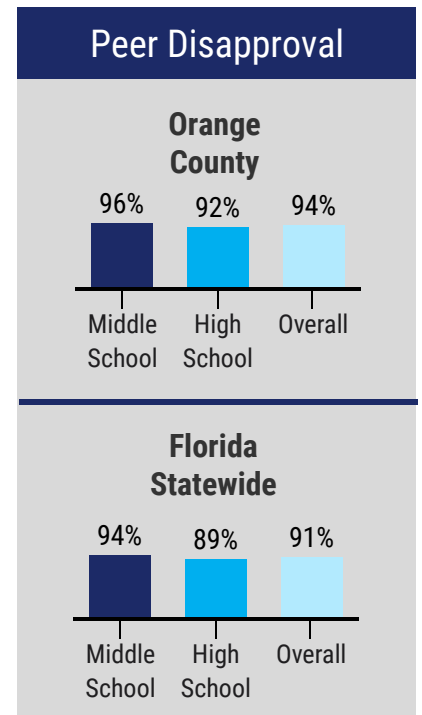 Peer Disapproval
Orange
County
96% 92% 94%
Middle High Overall
School School
Florida
Statewide
94% 89% 91%
Middle High Overall
School School